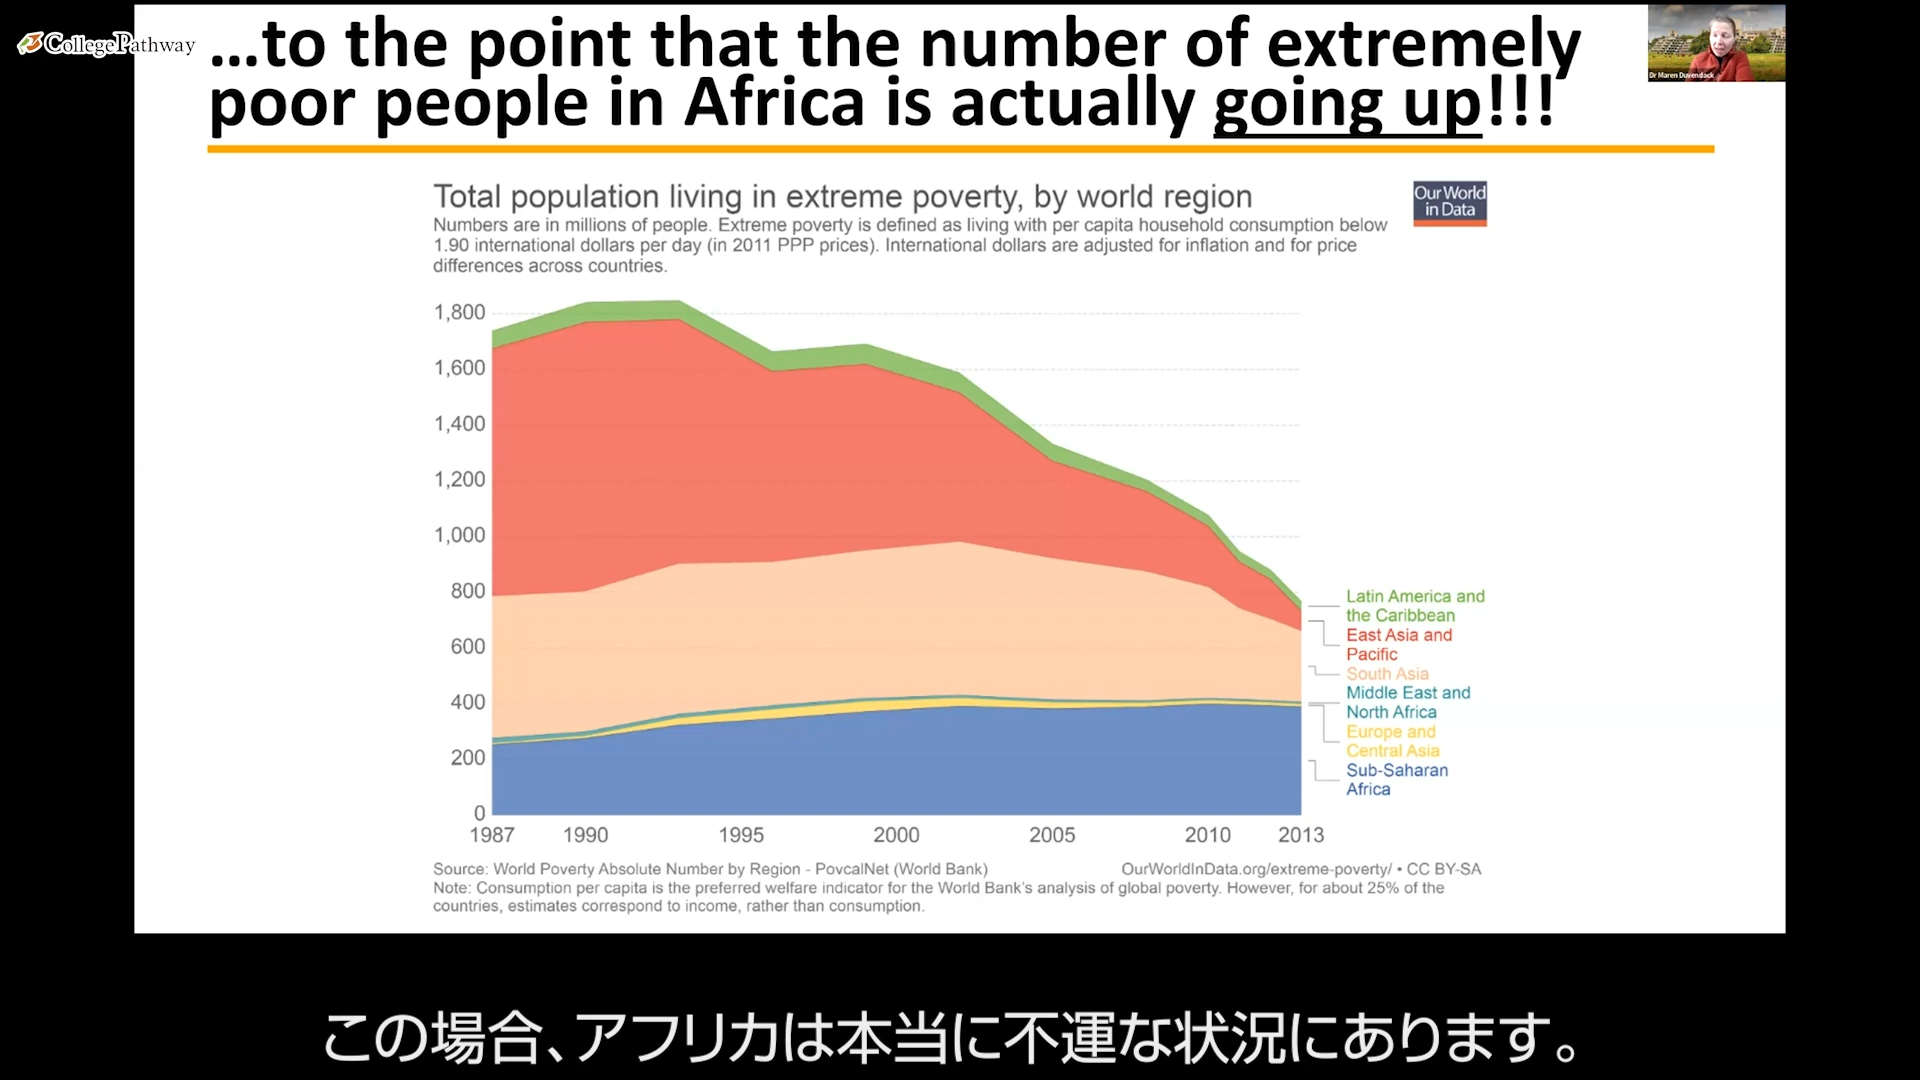 CollegePathway
...to the point that the number of extremely
poor people in Africa is actually going up!!!
Dr Maren Duvendack
Total population living in extreme poverty, by world region
Our World
in Data
Numbers are in millions of people. Extreme poverty is defined as living with per capita household consumption below
1.90 international dollars per day (in 2011 PPP prices). International dollars are adjusted for inflation and for price
differences across countries.
1,800
1,600
1,400
1,200
1,000
800
600
400
200
0
1987
1990
1995
2000
2005
2010
2013
Latin America and
the Caribbean
East Asia and
Pacific
South Asia
Middle East and
North Africa
Europe and
Central Asia
Sub-Saharan
Africa
Source: World Poverty Absolute Number by Region - PovcalNet (World Bank)
OurWorldInData.org/extreme-poverty/ • CC BY-SA
Note: Consumption per capita is the preferred welfare indicator for the World Bank's analysis of global poverty. However, for about 25% of the
countries, estimates correspond to income, rather than consumption.
この場合、アフリカは本当に不運な状況にあります。